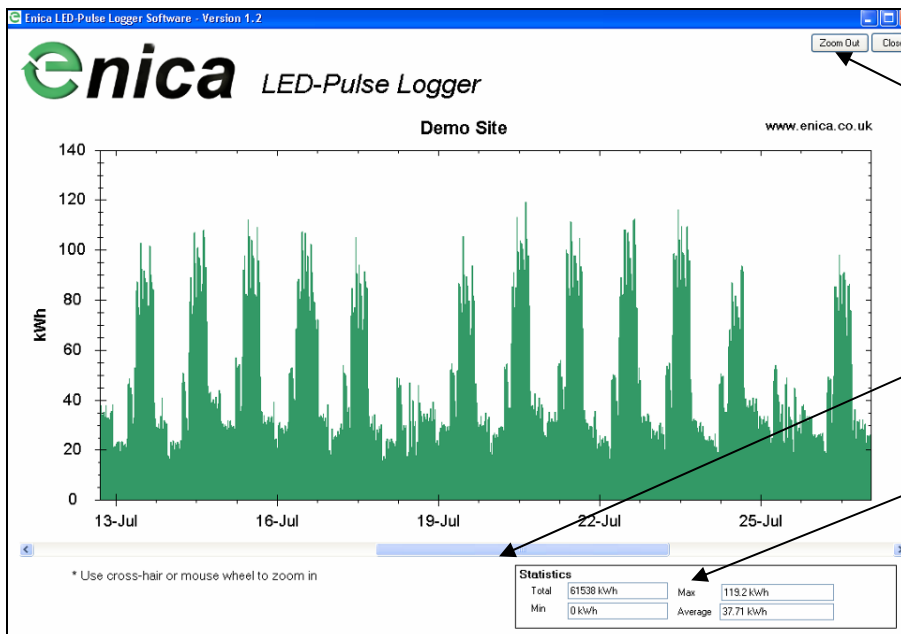 Enica LED-Pulse Logger Software - Version 1.2
Zoom Out
Close
enica LED-Pulse Logger
Demo Site
www.enica.co.uk
140
120
100
80
60
40
20
0
kWh
13-Jul 16-Jul 19-Jul 22-Jul 25-Jul
* Use cross-hair or mouse wheel to zoom in
Statistics
Total 61538 kWh Max 119.2 kWh
Min 0 kWh Average 37.71 kWh